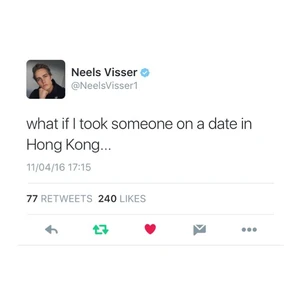 Neels Visser
@NeelsVisser1
what if I took someone on a date in
Hong Kong...
11/04/16 17:15
77 RETWEETS 240 LIKES